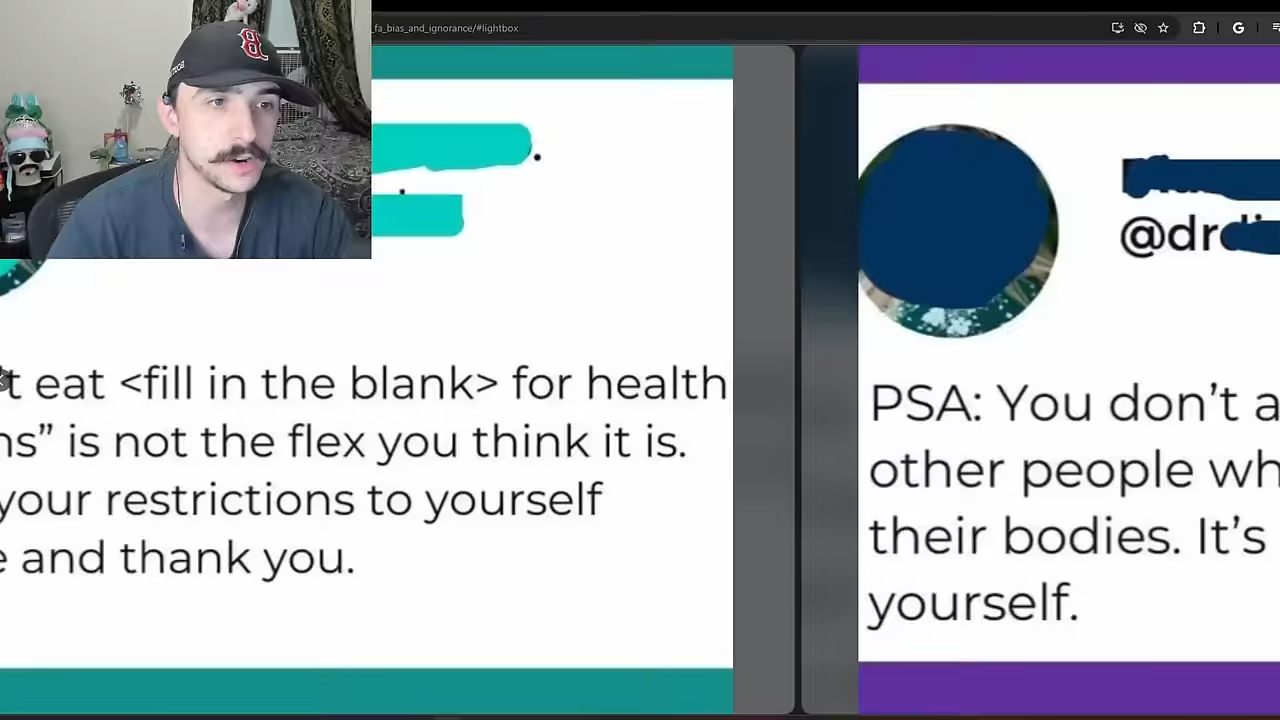 _fa_bias_and_ignorance/#lightbox
t eat <fill in the blank> for health
ns” is not the flex you think it is.
your restrictions to yourself
e and thank you.
@dr
PSA: You don’t a
other people wh
their bodies. It’s
yourself.